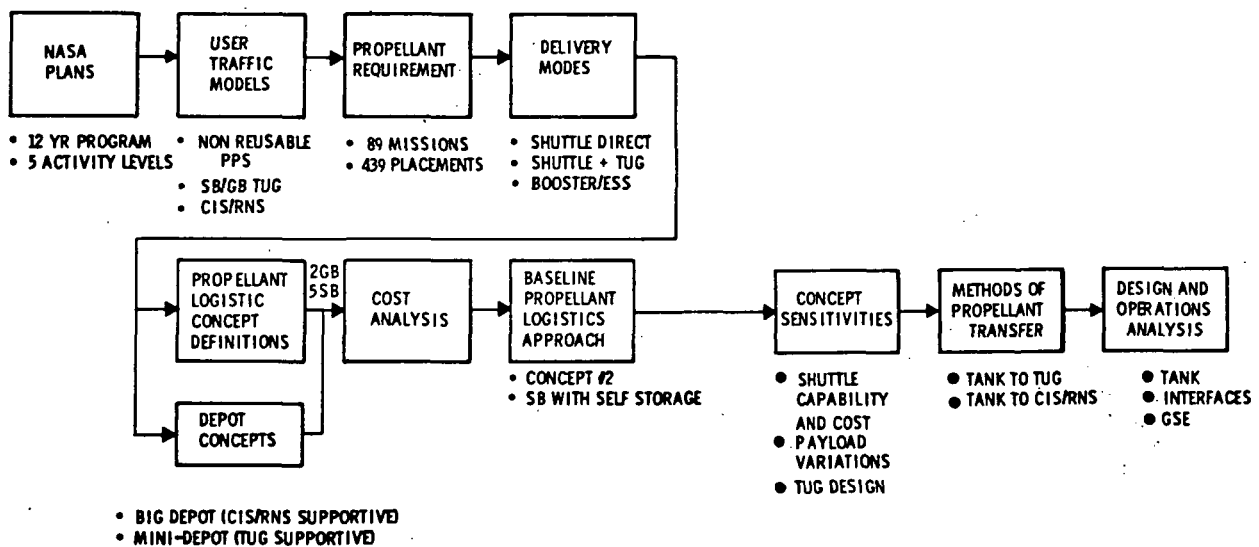 NASA
PLANS
USER
TRAFFIC
MODELS
PROPELLANT
REQUIREMENT
DELIVERY
MODES
• 12 YR PROGRAM
• 5 ACTIVITY LEVELS
• NON REUSABLE
PPS
• SB/GB TUG
• CIS/RNS
• 89 MISSIONS
• 439 PLACEMENTS
• SHUTTLE DIRECT
• SHUTTLE + TUG
• BOOSTER/ESS
PROPELLANT
LOGISTIC
CONCEPT
DEFINITIONS
2GB
5SB
COST
ANALYSIS
BASELINE
PROPELLANT
LOGISTICS
APPROACH
CONCEPT
SENSITIVITIES
METHODS OF
PROPELLANT
TRANSFER
DESIGN AND
OPERATIONS
ANALYSIS
• CONCEPT #2
• SB WITH SELF STORAGE
• SHUTTLE
CAPABILITY
AND COST
• PAYLOAD
VARIATIONS
• TUG DESIGN
• TANK TO TUG
• TANK TO CIS/RNS
• TANK
• INTERFACES
• GSE
DEPOT
CONCEPTS
• BIG DEPOT (CIS/RNS SUPPORTIVE)
• MINI-DEPOT (TUG SUPPORTIVE)